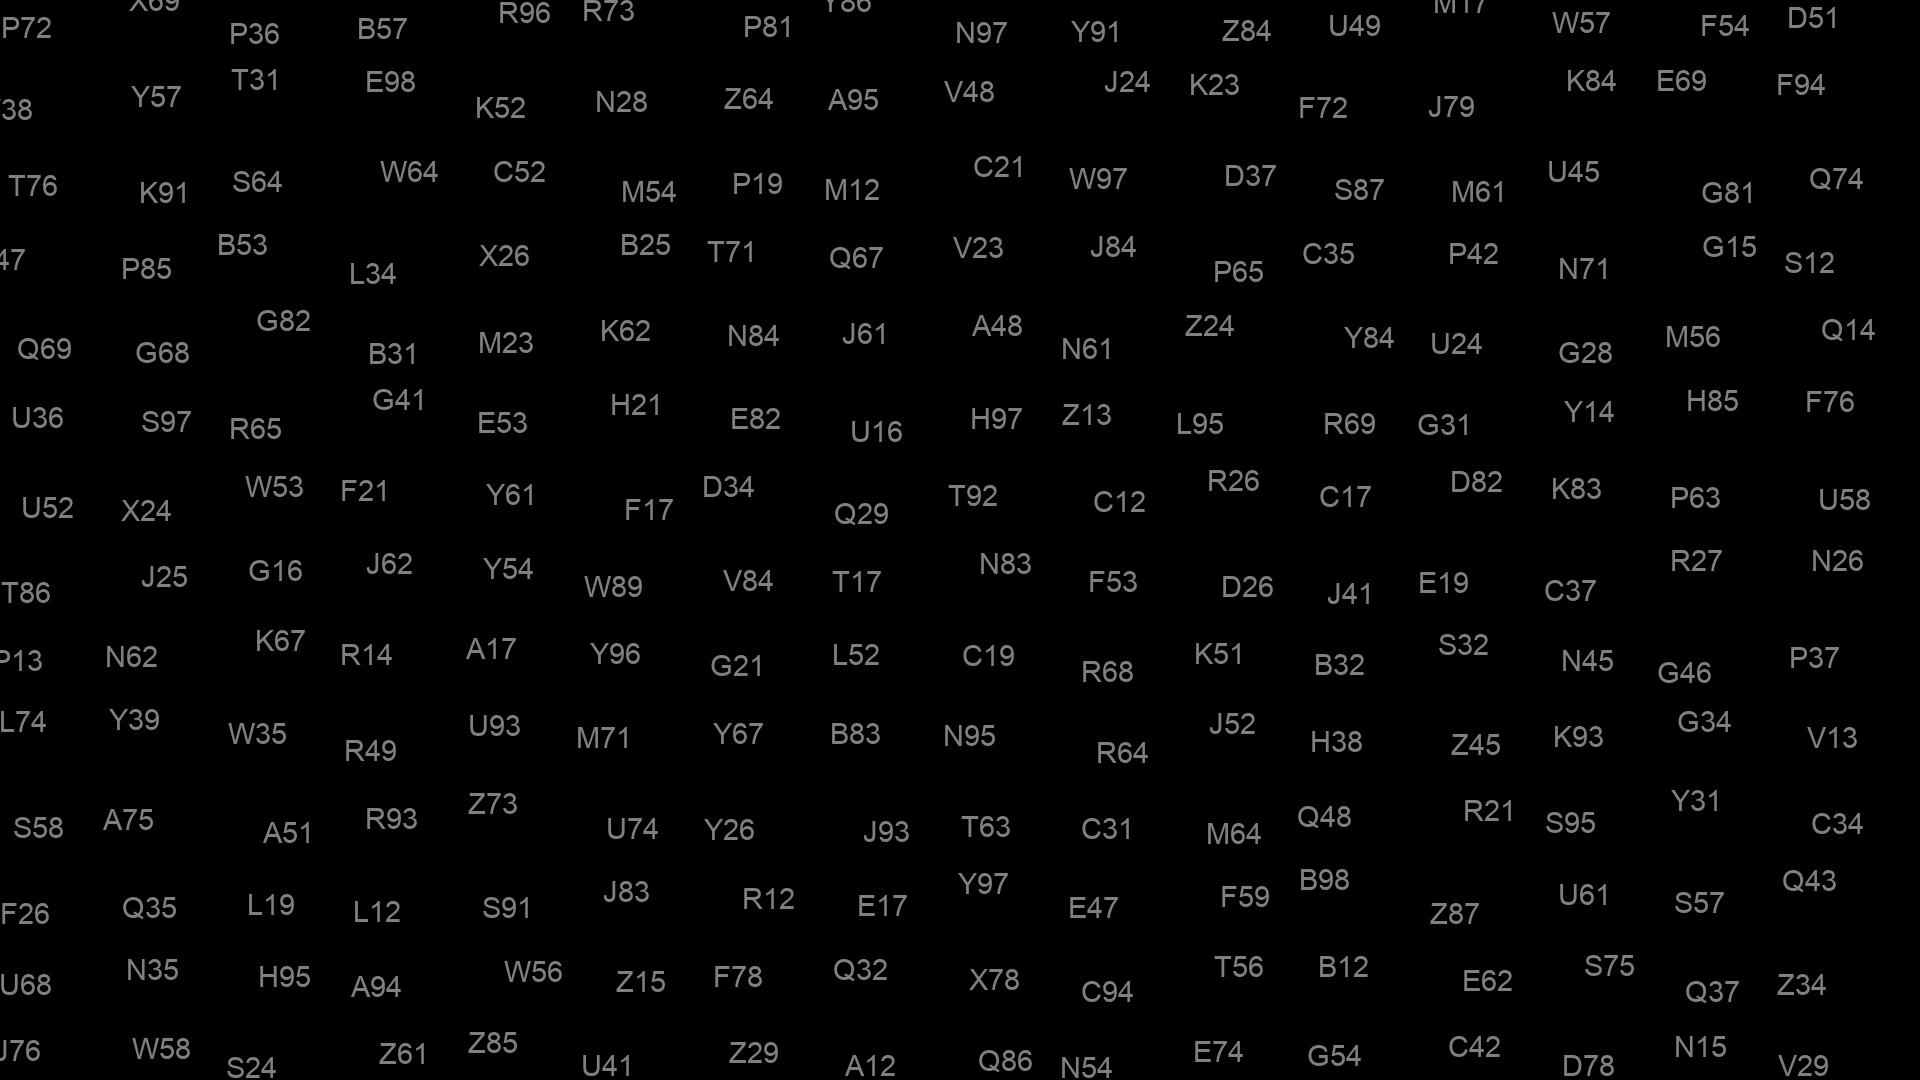 P72 X69 P36 B57 R96 R73 P81 Y86 N97 Y91 Z84 U49 M17 W57 F54 D51
38 Y57 T31 E98 K52 N28 Z64 A95 V48 J24 K23 F72 J79 K84 E69 F94
T76 K91 S64 W64 C52 M54 P19 M12 C21 W97 D37 S87 M61 U45 G81 Q74
47 P85 B53 L34 X26 B25 T71 Q67 V23 J84 P65 C35 P42 N71 G15 S12
Q69 G68 G82 B31 M23 K62 N84 J61 A48 N61 Z24 Y84 U24 G28 M56 Q14
U36 S97 R65 G41 E53 H21 E82 U16 H97 Z13 L95 R69 G31 Y14 H85 F76
U52 X24 W53 F21 Y61 F17 D34 Q29 T92 C12 R26 C17 D82 K83 P63 U58
T86 J25 G16 J62 Y54 W89 V84 T17 N83 F53 D26 J41 E19 C37 R27 N26
P13 N62 K67 R14 A17 Y96 G21 L52 C19 R68 K51 B32 S32 N45 G46 P37
L74 Y39 W35 R49 U93 M71 Y67 B83 N95 R64 J52 H38 Z45 K93 G34 V13
S58 A75 A51 R93 Z73 U74 Y26 J93 T63 C31 M64 Q48 R21 S95 Y31 C34
F26 Q35 L19 L12 S91 J83 R12 E17 Y97 E47 F59 B98 Z87 U61 S57 Q43
U68 N35 H95 A94 W56 Z15 F78 Q32 X78 C94 T56 B12 E62 S75 Q37 Z34
76 W58 S24 Z61 Z85 U41 Z29 A12 Q86 N54 E74 G54 C42 D78 N15 V29